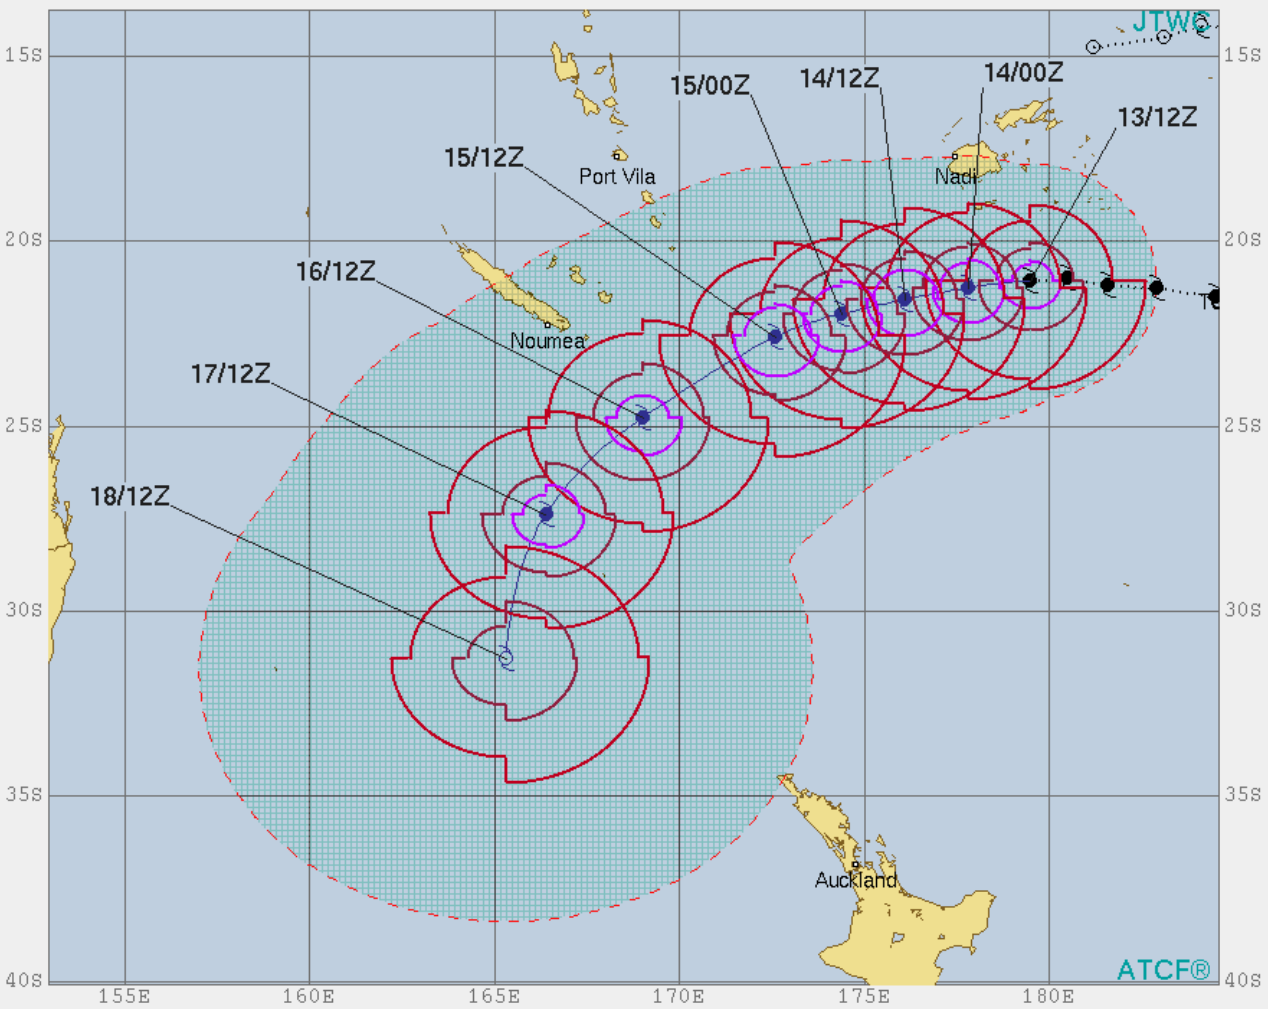 JTWC
15S
15S
15/00Z
14/12Z
14/00Z
13/12Z
15/12Z
Port Vila
Nadi
20S
20S
16/12Z
Noumea
17/12Z
25S
25S
18/12Z
30S
30S
35S
35S
Auckland
ATCF®
40S
40S
155E
160E
165E
170E
175E
180E